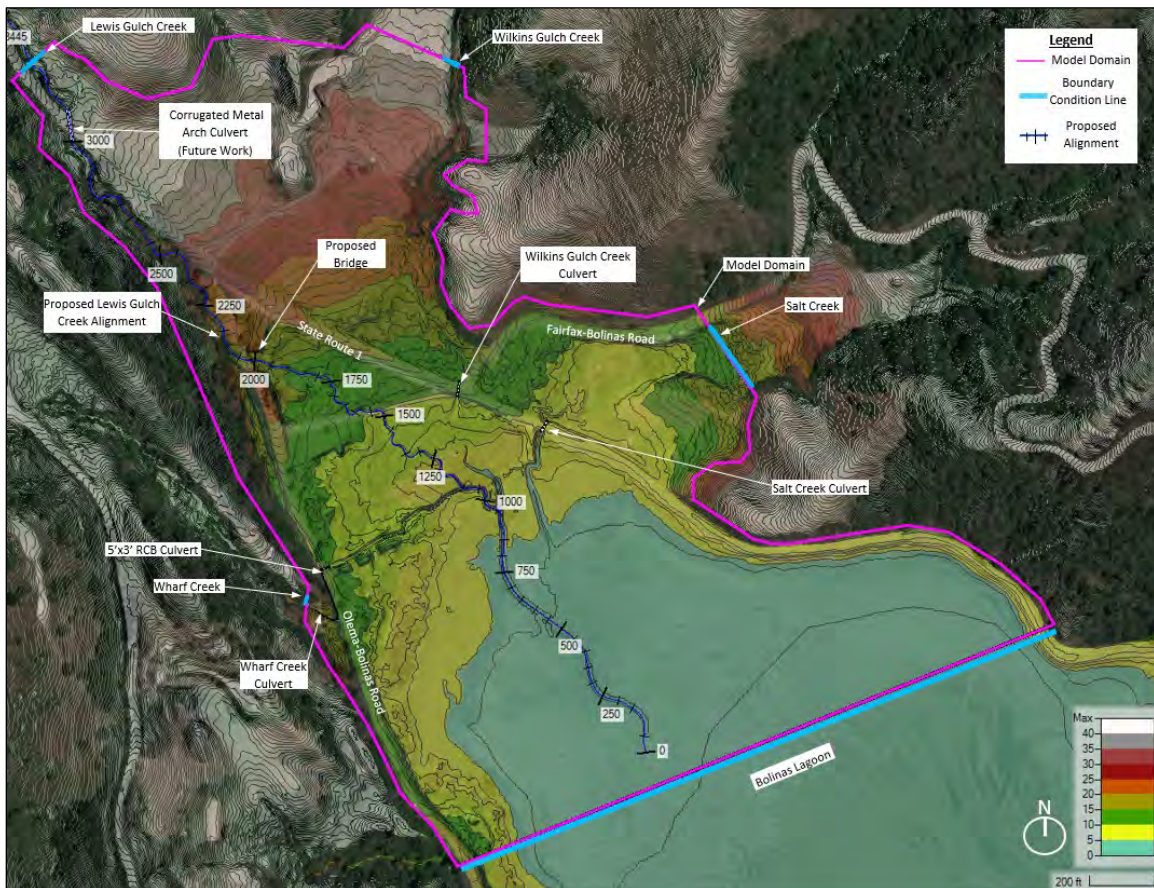 Lewis Gulch Creek
3445
Wilkins Gulch Creek
Legend
Model Domain
Boundary
Condition Line
Proposed
Alignment
Corrugated Metal
Arch Culvert
(Future Work)
3000
Proposed
Bridge
Wilkins Gulch Creek
Culvert
Model Domain
2500
Salt Creek
Proposed Lewis Gulch
Creek Alignment
2250
State Route 1
Fairfax-Bolinas Road
2000
1750
1500
1250
Salt Creek Culvert
1000
5'x3' RCB Culvert
750
Wharf Creek
Olema-Bolinas Road
500
Wharf Creek
Culvert
250
0
Bolinas Lagoon
Max
40
35
30
25
20
15
10
5
0
N
200 ft